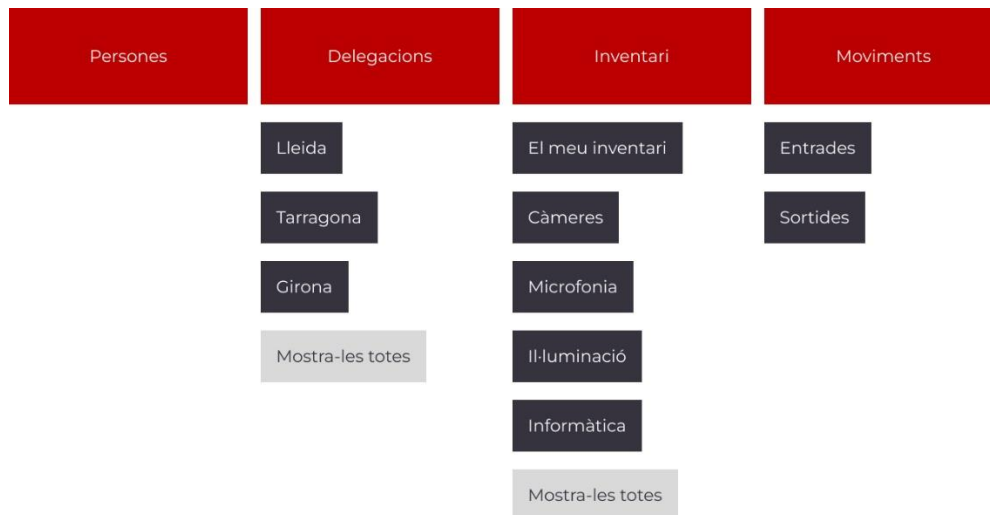 Persones
Delegacions
Inventari
Moviments
Lleida
Tarragona
Girona
Mostra-les totes
El meu inventari
Càmeres
Microfonia
Il·luminació
Informàtica
Mostra-les totes
Entrades
Sortides